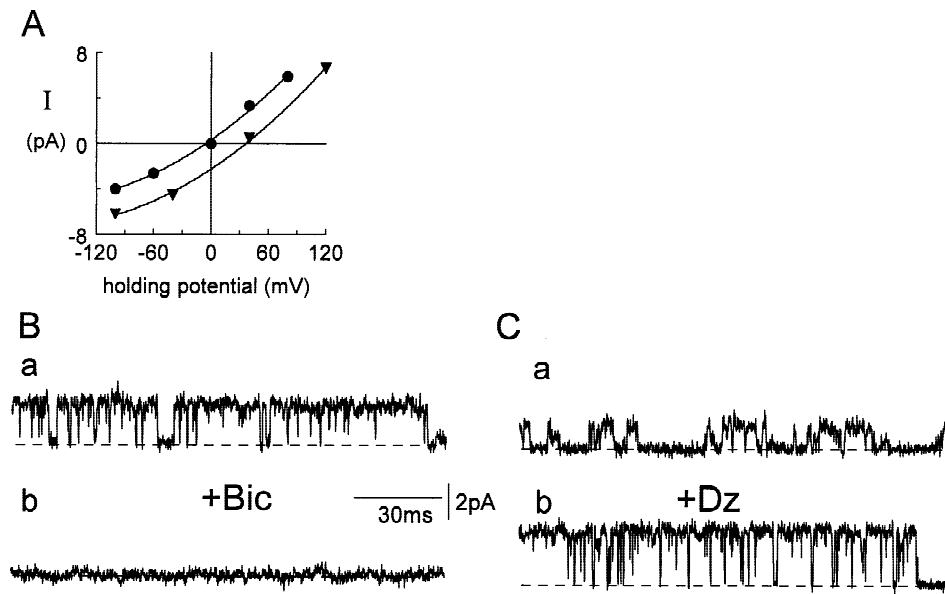 A
8
I
(pA)
0
-8
-120 -60 0 60 120
holding potential (mV)
B
C
a
a
b
+Bic
30ms
2pA
b
+Dz